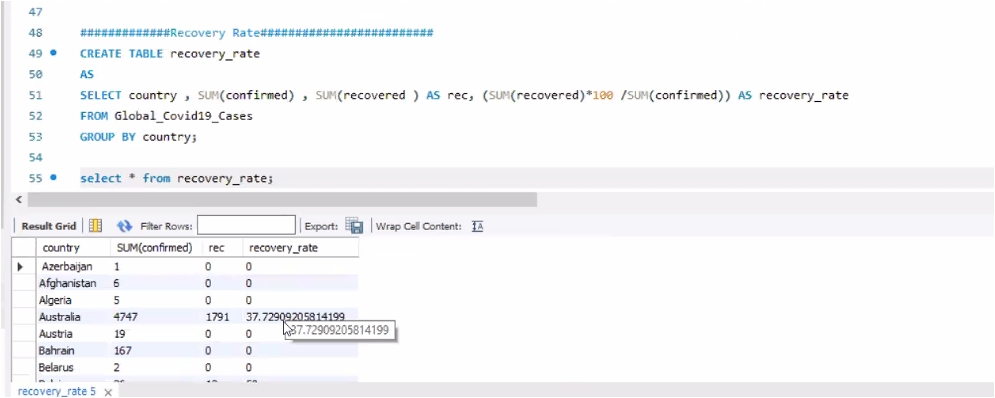 47
48 #############Recovery Rate#########################
49 CREATE TABLE recovery_rate
50 AS
51 SELECT country , SUM(confirmed) , SUM(recovered ) AS rec, (SUM(recovered)*100 /SUM(confirmed)) AS recovery_rate
52 FROM Global_Covid19_Cases
53 GROUP BY country;
54
55 select * from recovery_rate;
Result Grid Filter Rows: Export: Wrap Cell Content:
country SUM(confirmed) rec recovery_rate
Azerbaijan 1 0 0
Afghanistan 6 0 0
Algeria 5 0 0
Australia 4747 1791 37.72909205814199
Austria 19 0 0
37.72909205814199
Bahrain 167 0 0
Belarus 2 0 0
recovery_rate 5